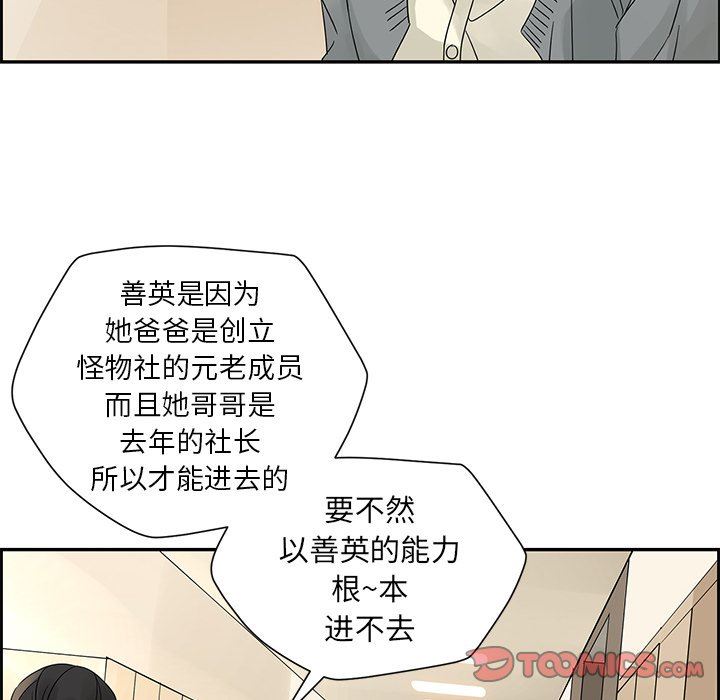 善英是因为
她爸爸是创立
怪物社的元老成员
而且她哥哥是
去年的社长
所以才能进去的
要不然
以善英的能力
根~本
进不去
TOOMICS.COM